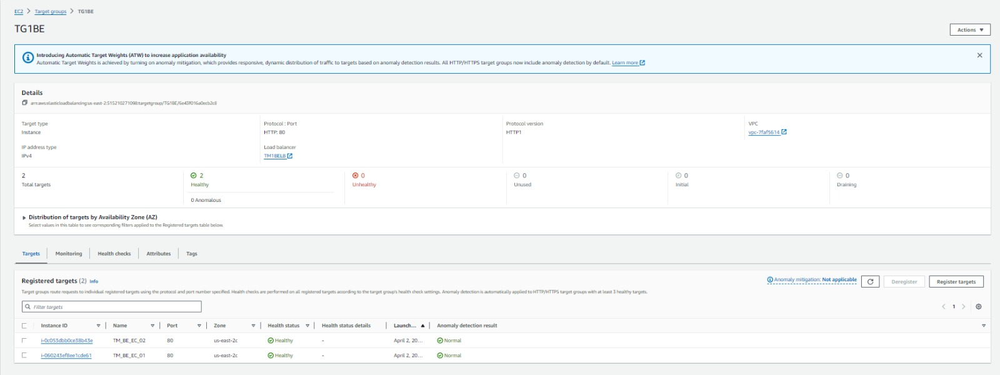 EC2 > Target groups > TG1BE
TG1BE
Actions
Introducing Automatic Target Weights (ATW) to increase application availability
Automatic Target Weights is achieved by turning on anomaly mitigation, which provides responsive, dynamic distribution of traffic to targets based on anomaly detection results. All HTTP/HTTPS target groups now include anomaly detection by default. Learn more
Details
arn:aws:elasticloadbalancing:us-east-2:515210271098:targetgroup/TG1BE/6e43f016a0ecb2c8
Target type Protocol : Port Protocol version VPC
Instance HTTP: 80 HTTP1 vpc-7faf5614
IP address type Load balancer
IPv4 TM1BELB
2 2 0 0 0 0
Total targets Healthy Unhealthy Unused Initial Draining
0 Anomalous
Distribution of targets by Availability Zone (AZ)
Select values in this table to see corresponding filters applied to the Registered targets table below.
Targets Monitoring Health checks Attributes Tags
Registered targets (2) Info Anomaly mitigation: Not applicable Deregister Register targets
Target groups route requests to individual registered targets using the protocol and port number specified. Health checks are performed on all registered targets according to the target group's health check settings. Anomaly detection is automatically applied to HTTP/HTTPS target groups with at least 3 healthy targets.
Filter targets < 1 >
Instance ID Name Port Zone Health status Health status details Launch... Anomaly detection result
i-0c053dbb0ce38b43e TM_BE_EC_02 80 us-east-2c Healthy - April 2, 20... Normal
i-060243ef8ee1cde61 TM_BE_EC_01 80 us-east-2c Healthy - April 2, 20... Normal